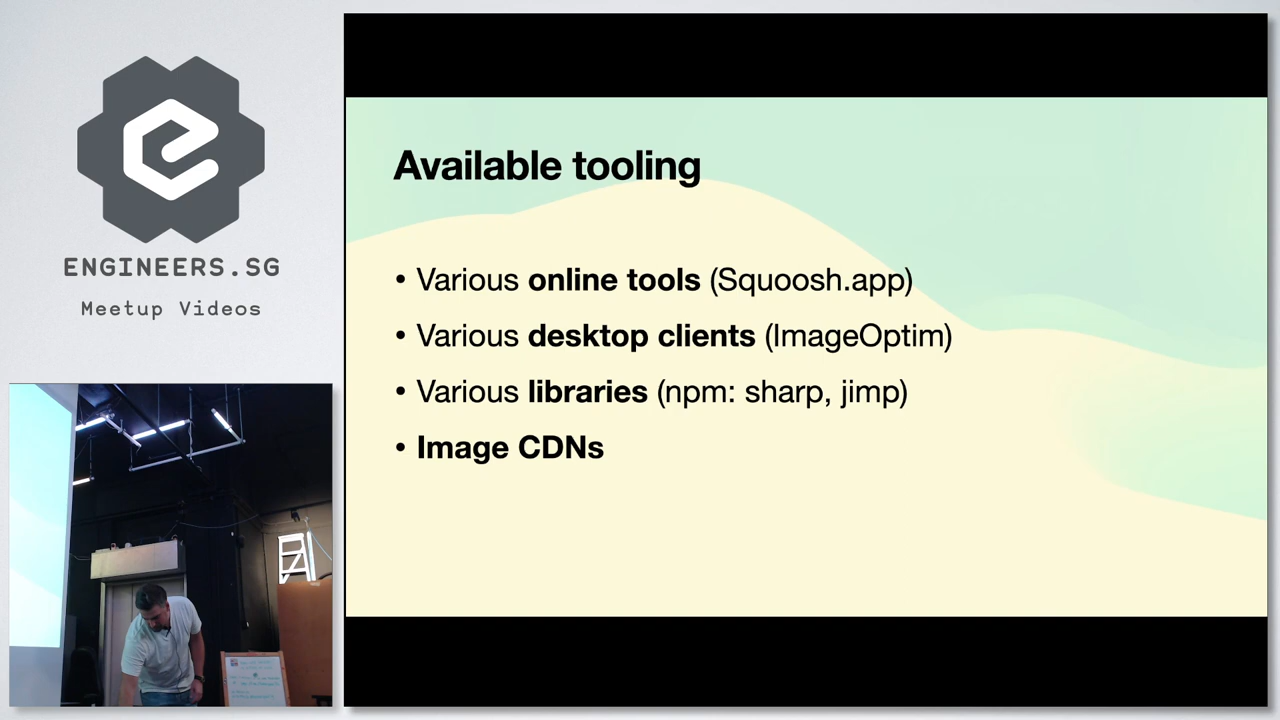 ENGINEERS.SG
Meetup Videos
Available tooling
• Various online tools (Squoosh.app)
• Various desktop clients (ImageOptim)
• Various libraries (npm: sharp, jimp)
• Image CDNs